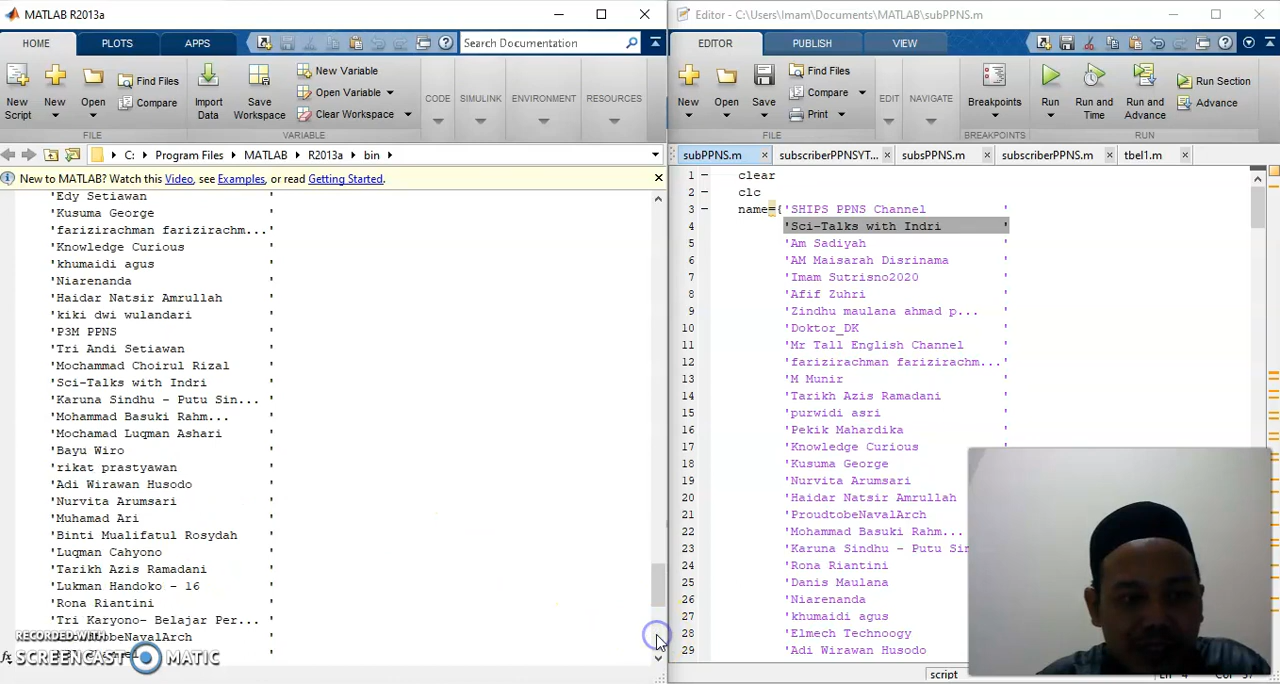 MATLAB R2013a
HOME PLOTS APPS Search Documentation
New Script New Open Find Files Compare Import Data Save Workspace New Variable Open Variable Clear Workspace CODE SIMULINK ENVIRONMENT RESOURCES
FILE VARIABLE
C: Program Files MATLAB R2013a bin
New to MATLAB? Watch this Video, see Examples, or read Getting Started.
'Edy Setiawan '
'Kusuma George '
'farizirachman farizirachm... '
'Knowledge Curious '
'khumaidi agus '
'Niarenanda '
'Haidar Natsir Amrullah '
'kiki dwi wulandari '
'P3M PPNS '
'Tri Andi Setiawan '
'Mochammad Choirul Rizal '
'Sci-Talks with Indri '
'Karuna Sindhu - Putu Sin... '
'Mohammad Basuki Rahm... '
'Mochamad Luqman Ashari '
'Bayu Wiro '
'rikat prastyawan '
'Adi Wirawan Husodo '
'Nurvita Arumsari '
'Muhamad Ari '
'Binti Mualifatul Rosydah '
'Luqman Cahyono '
'Tarikh Azis Ramadani '
'Lukman Handoko - 16 '
'Rona Riantini '
'Tri Karyono- Belajar Per... '
RECORDED WITH
SCREENCAST MATIC
fx
Editor - C:\Users\Imam\Documents\MATLAB\subPPNS.m
EDITOR PUBLISH VIEW
New Open Save Find Files Compare Print EDIT NAVIGATE Breakpoints Run Run and Time Run and Advance Run Section Advance
FILE BREAKPOINTS RUN
subPPNS.m subscriberPPNSYT... subsPPNS.m subscriberPPNS.m tbel1.m
1 clear
2 clc
3 name={'SHIPS PPNS Channel '
4 'Sci-Talks with Indri '
5 'Am Sadiyah '
6 'AM Maisarah Disrinama '
7 'Imam Sutrisno2020 '
8 'Afif Zuhri '
9 'Zindhu maulana ahmad p... '
10 'Doktor_DK '
11 'Mr Tall English Channel '
12 'farizirachman farizirachm... '
13 'M Munir '
14 'Tarikh Azis Ramadani '
15 'purwidi asri '
16 'Pekik Mahardika '
17 'Knowledge Curious '
18 'Kusuma George
19 'Nurvita Arumsari
20 'Haidar Natsir Amrullah
21 'ProudtobeNavalArch
22 'Mohammad Basuki Rahm...
23 'Karuna Sindhu - Putu Sin
24 'Rona Riantini
25 'Danis Maulana
26 'Niarenanda
27 'khumaidi agus
28 'Elmech Technoogy
29 'Adi Wirawan Husodo
script